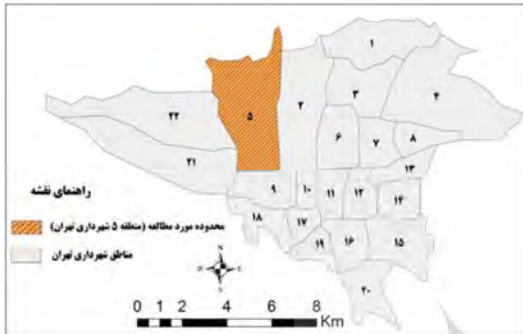 ۱
۳
۴
۲
۵
۶
۷
۸
۲۲
۲۱
۱۳
۹
۱۰
۱۱
۱۲
۱۴
۱۸
۱۷
۱۹
۱۶
۱۵
۲۰
راهنمای نقشه
محدوده مورد مطالعه (منطقه ۵ شهرداری تهران)
مناطق شهرداری تهران
N
W E
S
0 1 2 4 6 8
Km